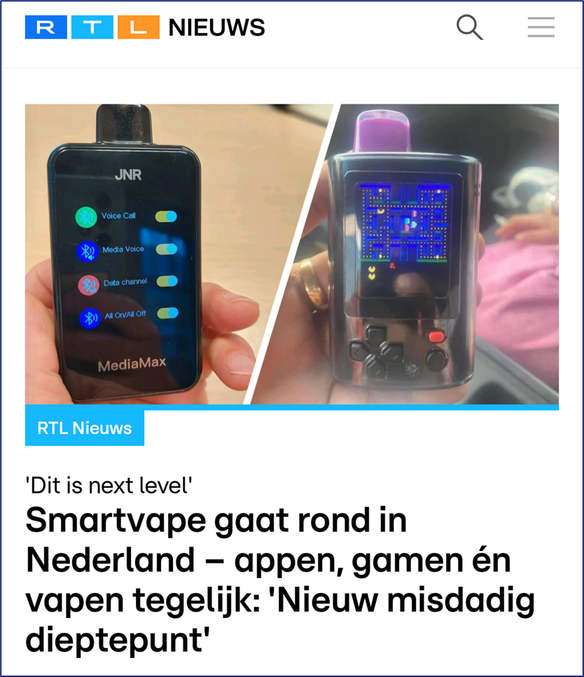 RTL NIEUWS
JNR
Voice Call
Media Voice
Data channel
All On/All Off
MediaMax
RTL Nieuws
'Dit is next level'
Smartvape gaat rond in
Nederland – appen, gamen én
vapen tegelijk: 'Nieuw misdadig
dieptepunt'